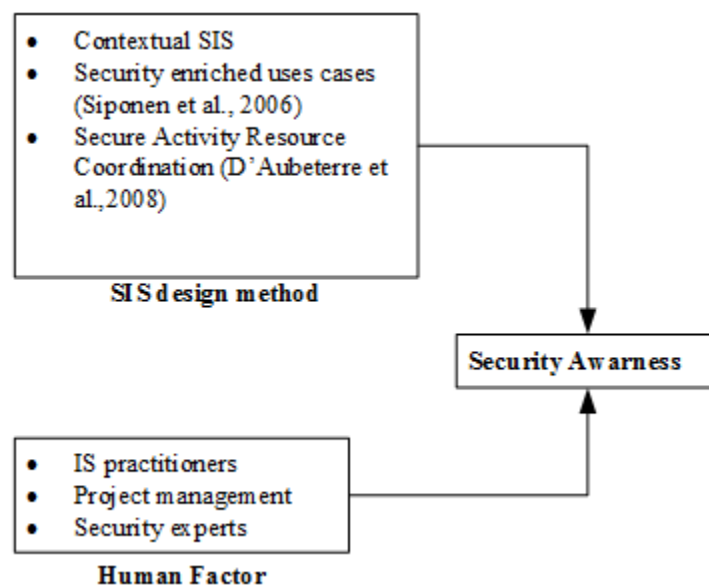 • Contextual SIS
• Security enriched uses cases
(Siponen et al., 2006)
• Secure Activity Resource
Coordination (D’Aubeterre et
al.,2008)
SIS design method
Security Awarness
• IS practitioners
• Project management
• Security experts
Human Factor